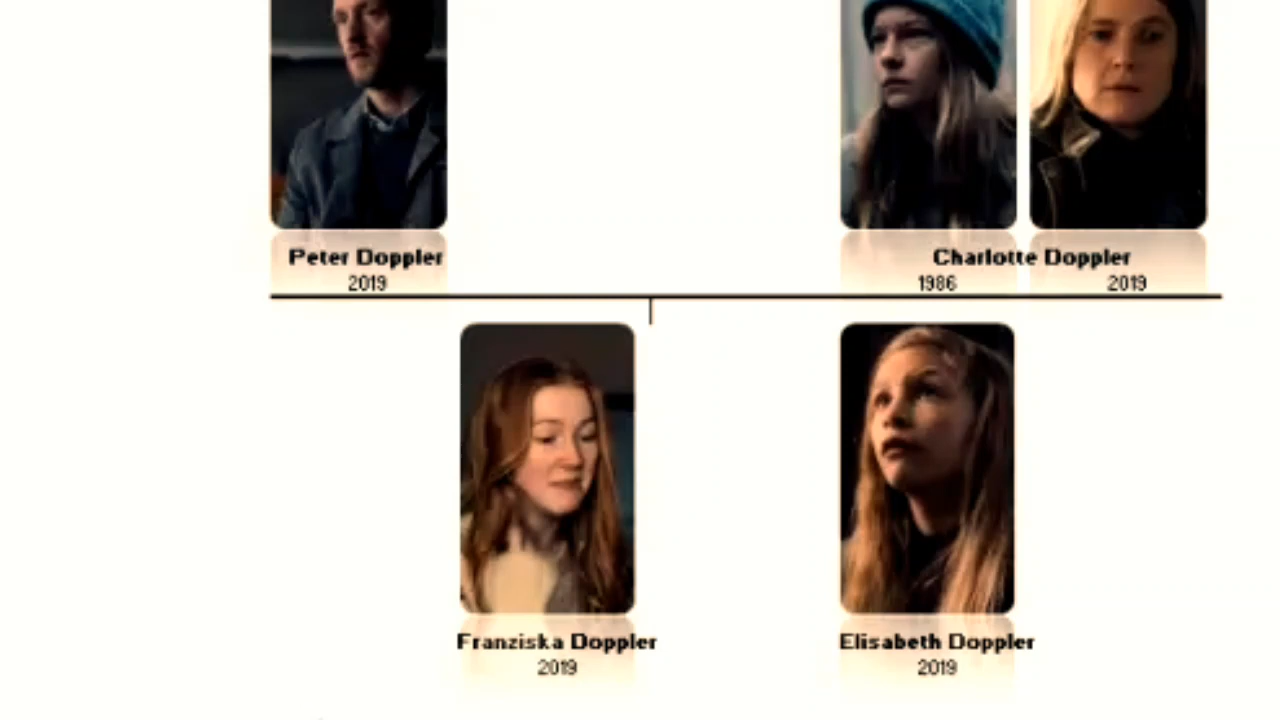 Peter Doppler
2019
Charlotte Doppler
1986 2019
Franziska Doppler
2019
Elisabeth Doppler
2019